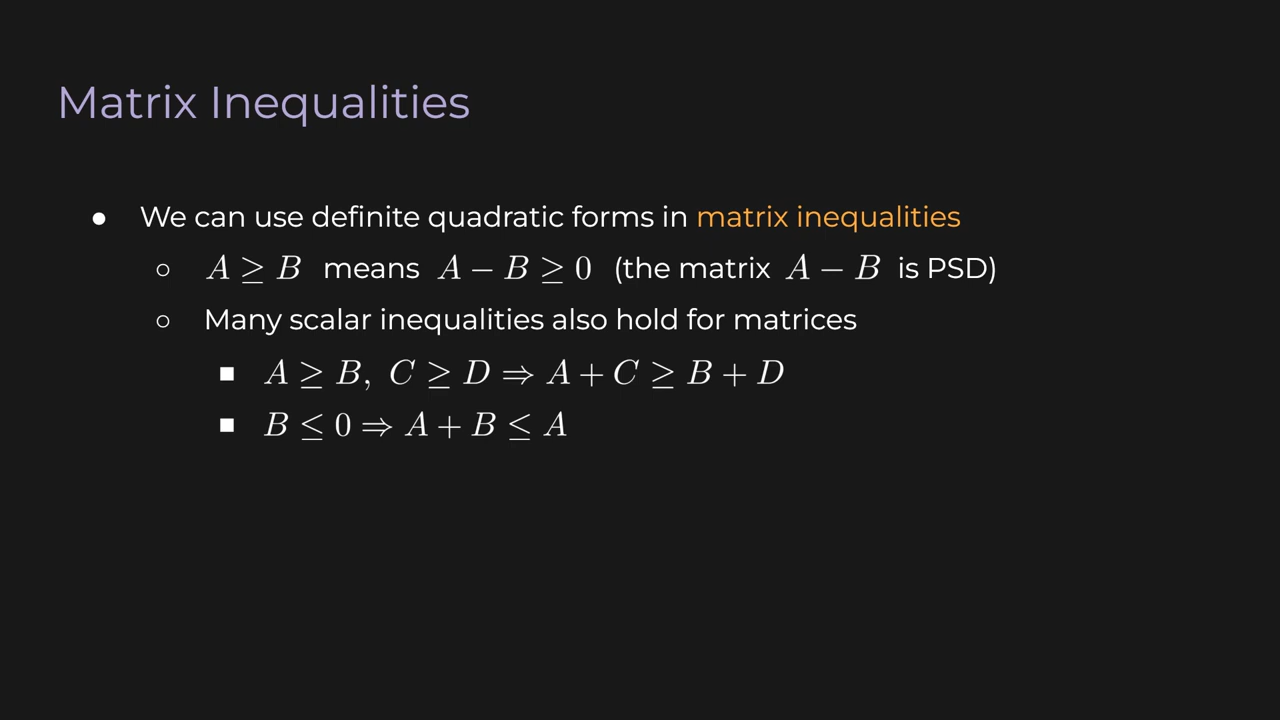 Matrix Inequalities
● We can use definite quadratic forms in matrix inequalities
○ A ≥ B means A − B ≥ 0 (the matrix A − B is PSD)
○ Many scalar inequalities also hold for matrices
■ A ≥ B, C ≥ D ⇒ A + C ≥ B + D
■ B ≤ 0 ⇒ A + B ≤ A